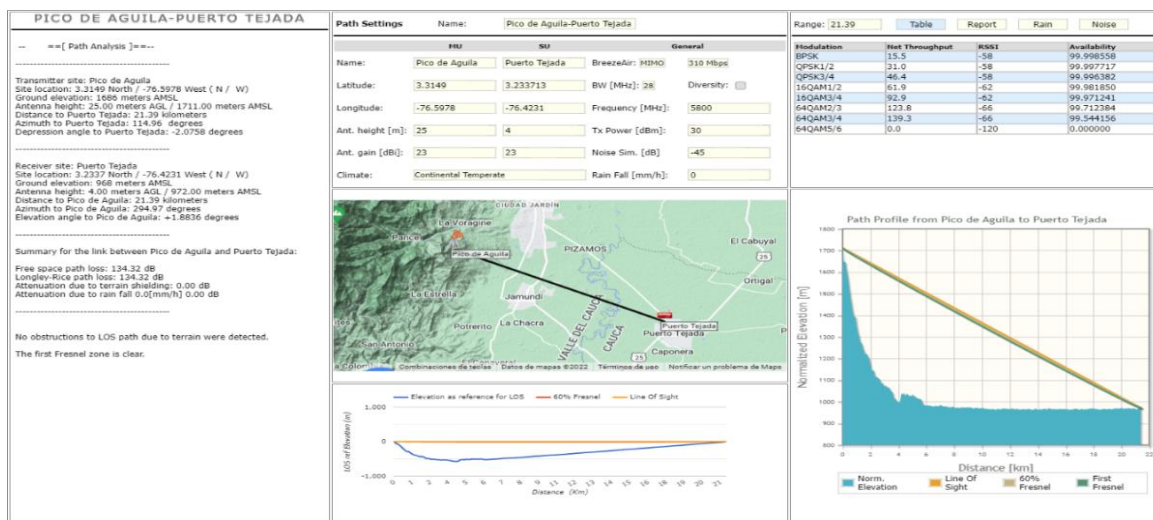 PICO DE AGUILA-PUERTO TEJADA
-- ==[ Path Analysis ]==--
---------------------------------------------
Transmitter site: Pico de Aguila
Site location: 3.3149 North / -76.5978 West ( N / W)
Ground elevation: 1686 meters AMSL
Antenna height: 25.00 meters AGL / 1711.00 meters AMSL
Distance to Puerto Tejada: 21.39 kilometers
Azimuth to Puerto Tejada: 114.96 degrees
Depression angle to Puerto Tejada: -2.0758 degrees
---------------------------------------------
Receiver site: Puerto Tejada
Site location: 3.2337 North / -76.4231 West ( N / W)
Ground elevation: 968 meters AMSL
Antenna height: 4.00 meters AGL / 972.00 meters AMSL
Distance to Pico de Aguila: 21.39 kilometers
Azimuth to Pico de Aguila: 294.97 degrees
Elevation angle to Pico de Aguila: +1.8836 degrees
---------------------------------------------
Summary for the link between Pico de Aguila and Puerto Tejada:
Free space path loss: 134.32 dB
Longley-Rice path loss: 134.32 dB
Attenuation due to terrain shielding: 0.00 dB
Attenuation due to rain fall 0.0[mm/h] 0.00 dB
---------------------------------------------
No obstructions to LOS path due to terrain were detected.
The first Fresnel zone is clear.
Path Settings Name: Pico de Aguila-Puerto Tejada
MU SU General
Name: Pico de Aguila Puerto Tejada BreezeAir: MIMO 310 Mbps
Latitude: 3.3149 3.233713 BW [MHz]: 28 Diversity:
Longitude: -76.5978 -76.4231 Frequency [MHz]: 5800
Ant. height [m]: 25 4 Tx Power [dBm]: 30
Ant. gain [dBi]: 23 23 Noise Sim. [dB] -45
Climate: Continental Temperate Rain Fall [mm/h]: 0
CIUDAD JARDIN
La Voragine
Pance
Pico de Aguila
PIZAMOS
El Cabuyal
25
Ortigal
La Estrella
Jamundi
Potrerito
La Chacra
VALLE DEL CAUCA
CAUCA
Puerto Tejada
Puerto Tejada
San Antonio
25
Caponera
Combinaciones de teclas Datos de mapas ©2022 Términos de uso Notificar un problema de Maps
Elevation as reference for LOS 60% Fresnel Line Of Sight
1,000
0
-1,000
LOS ref Elevation (m)
0 1 2 3 4 5 6 7 8 9 10 11 12 13 14 15 16 17 18 19 20 21
Distance (Km)
Range: 21.39 Table Report Rain Noise
Modulation Net Throughput RSSI Availability
BPSK 15.5 -58 99.998558
QPSK1/2 31.0 -58 99.997717
QPSK3/4 46.4 -58 99.996382
16QAM1/2 61.9 -62 99.981850
16QAM3/4 92.9 -62 99.971241
64QAM2/3 123.8 -66 99.712384
64QAM3/4 139.3 -66 99.544156
64QAM5/6 0.0 -120 0.000000
Path Profile from Pico de Aguila to Puerto Tejada
1800
1700
1600
1500
1400
1300
1200
1100
1000
900
800
Normalized Elevation [m]
0 2 4 6 8 10 12 14 16 18 20 22
Distance [km]
Norm. Elevation
Line Of Sight
60% Fresnel
First Fresnel